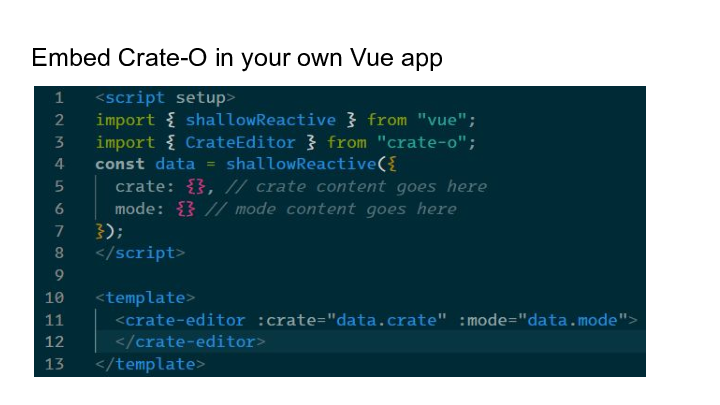 Embed Crate-O in your own Vue app
1 <script setup>
2 import { shallowReactive } from "vue";
3 import { CrateEditor } from "crate-o";
4 const data = shallowReactive({
5   crate: {}, // crate content goes here
6   mode: {} // mode content goes here
7 });
8 </script>
9
10 <template>
11   <crate-editor :crate="data.crate" :mode="data.mode">
12   </crate-editor>
13 </template>